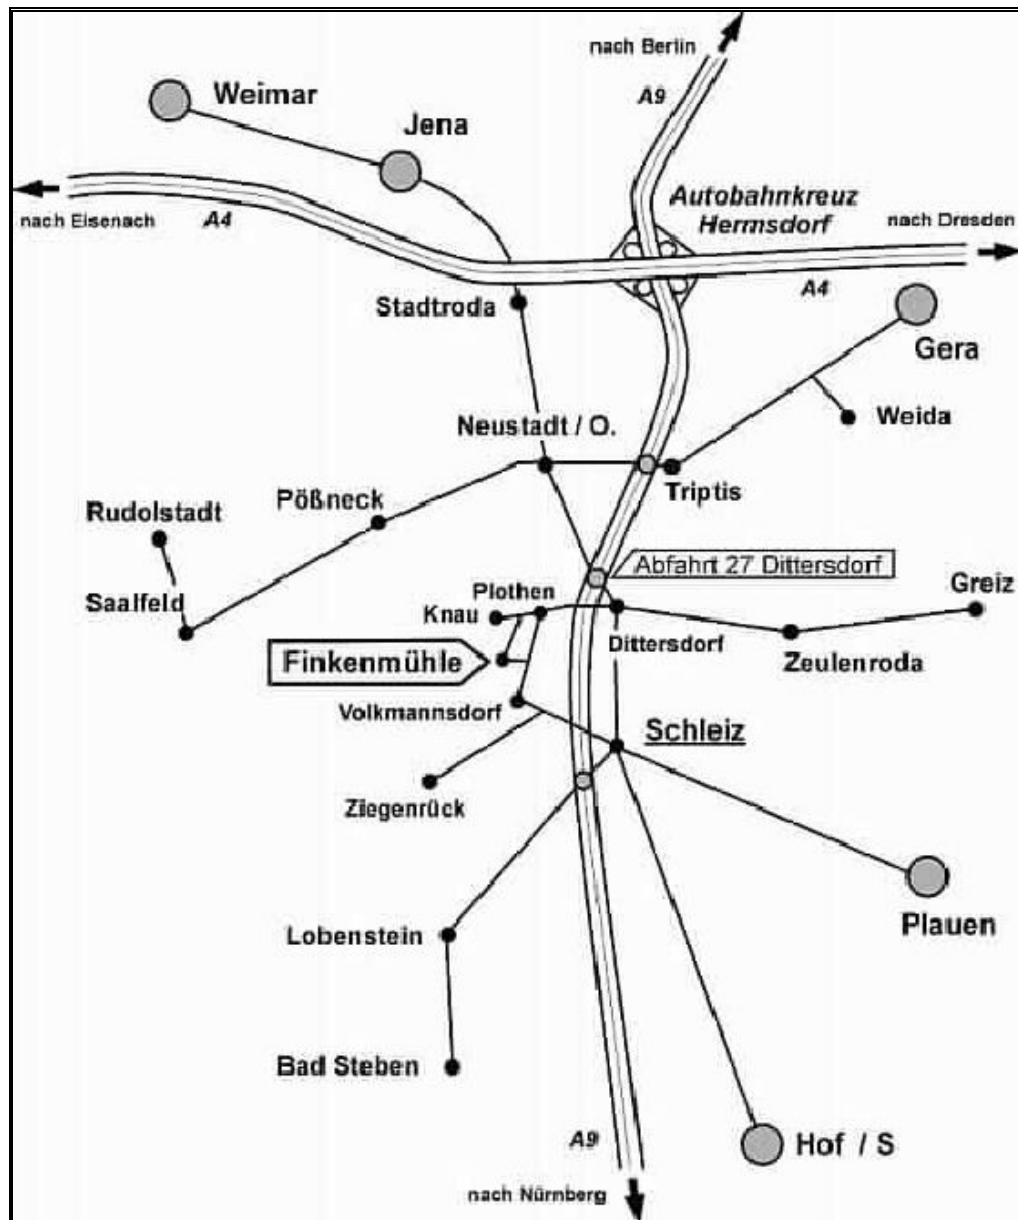 nach Berlin
A9
Weimar
Jena
Autobahnkreuz
Hermsdorf
nach Eisenach
A4
nach Dresden
A4
Stadtroda
Gera
Weida
Neustadt / O.
Triptis
Pößneck
Rudolstadt
Abfahrt 27 Dittersdorf
Greiz
Plothen
Saalfeld
Knau
Dittersdorf
Zeulenroda
Finkenmühle
Volkmannsdorf
Schleiz
Ziegenrück
Plauen
Lobenstein
Bad Steben
A9
Hof / S
nach Nürnberg